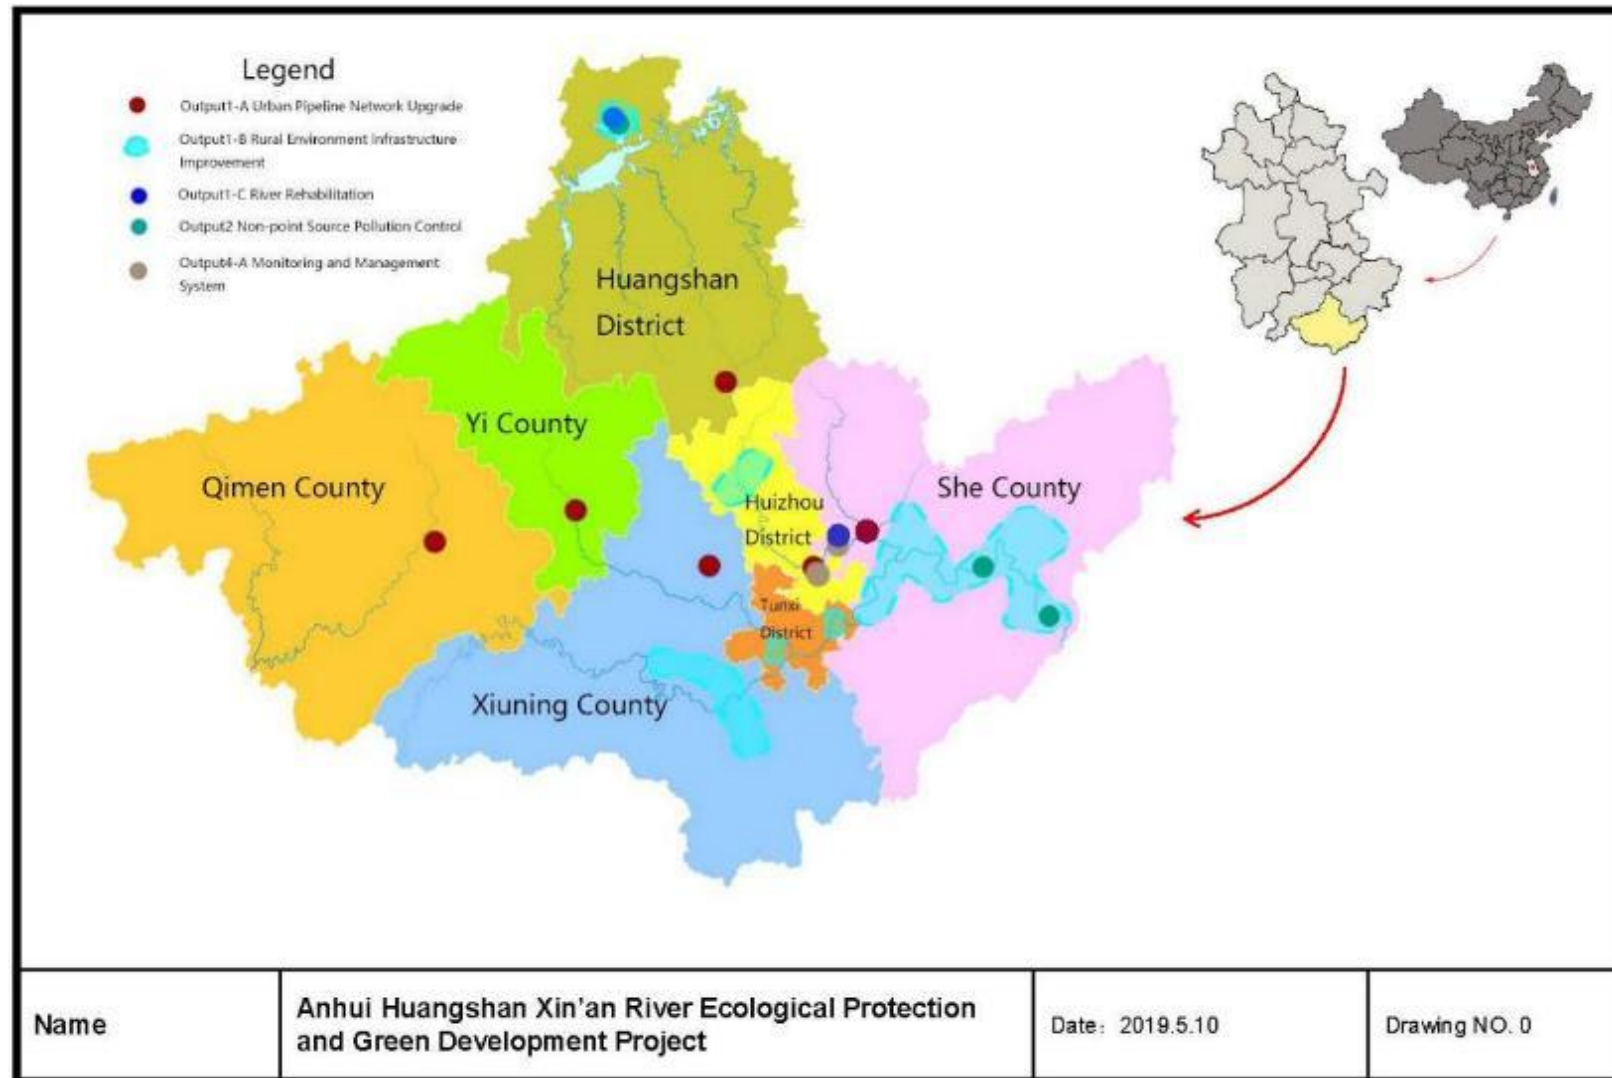 Legend
Output1-A Urban Pipeline Network Upgrade
Output1-B Rural Environment Infrastructure
Improvement
Output1-C River Rehabilitation
Output2 Non-point Source Pollution Control
Output4-A Monitoring and Management
System
Huangshan
District
Yi County
Qimen County
Huizhou
District
She County
Tunxi
District
Xiuning County
Name
Anhui Huangshan Xin'an River Ecological Protection
and Green Development Project
Date: 2019.5.10
Drawing NO. 0